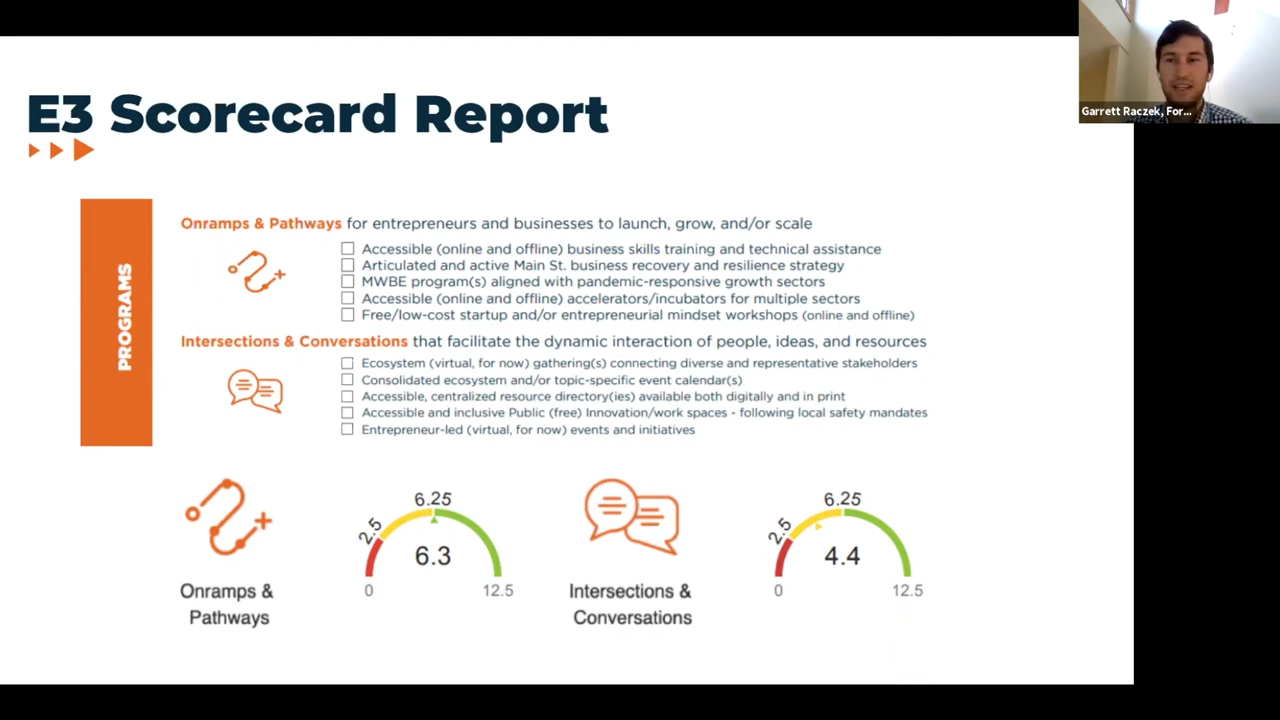 Garrett Raczek, For...
E3 Scorecard Report
PROGRAMS
Onramps & Pathways for entrepreneurs and businesses to launch, grow, and/or scale
Accessible (online and offline) business skills training and technical assistance
Articulated and active Main St. business recovery and resilience strategy
MWBE program(s) aligned with pandemic-responsive growth sectors
Accessible (online and offline) accelerators/incubators for multiple sectors
Free/low-cost startup and/or entrepreneurial mindset workshops (online and offline)
Intersections & Conversations that facilitate the dynamic interaction of people, ideas, and resources
Ecosystem (virtual, for now) gathering(s) connecting diverse and representative stakeholders
Consolidated ecosystem and/or topic-specific event calendar(s)
Accessible, centralized resource directory(ies) available both digitally and in print
Accessible and inclusive Public (free) Innovation/work spaces - following local safety mandates
Entrepreneur-led (virtual, for now) events and initiatives
Onramps &
Pathways
6.25
2.5
6.3
0 12.5
Intersections &
Conversations
6.25
2.5
4.4
0 12.5